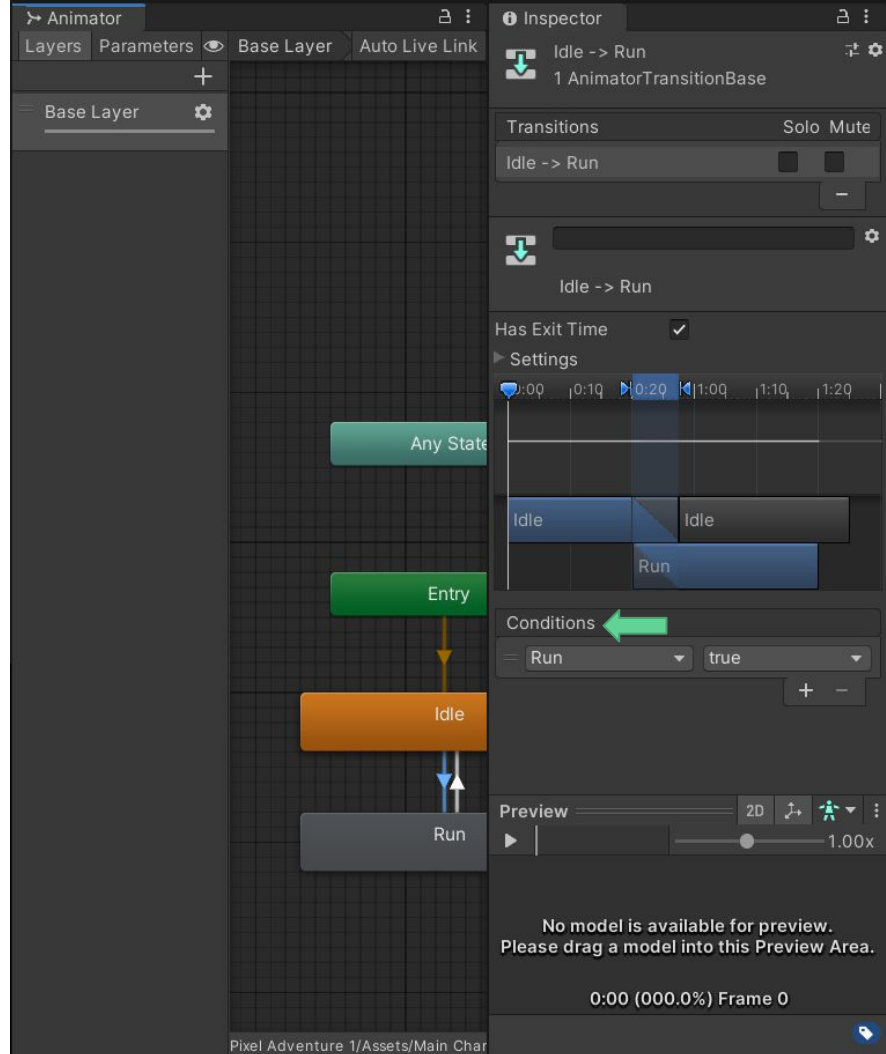 Animator
Layers Parameters Base Layer Auto Live Link
Base Layer
Any State
Entry
Idle
Run
Pixel Adventure 1/Assets/Main Char
Inspector
Idle -> Run
1 AnimatorTransitionBase
Transitions Solo Mute
Idle -> Run
Idle -> Run
Has Exit Time
Settings
0:00 0:10 0:20 1:00 1:10 1:20
Idle Idle
Run
Conditions
Run true
Preview 2D
1.00x
No model is available for preview.
Please drag a model into this Preview Area.
0:00 (000.0%) Frame 0